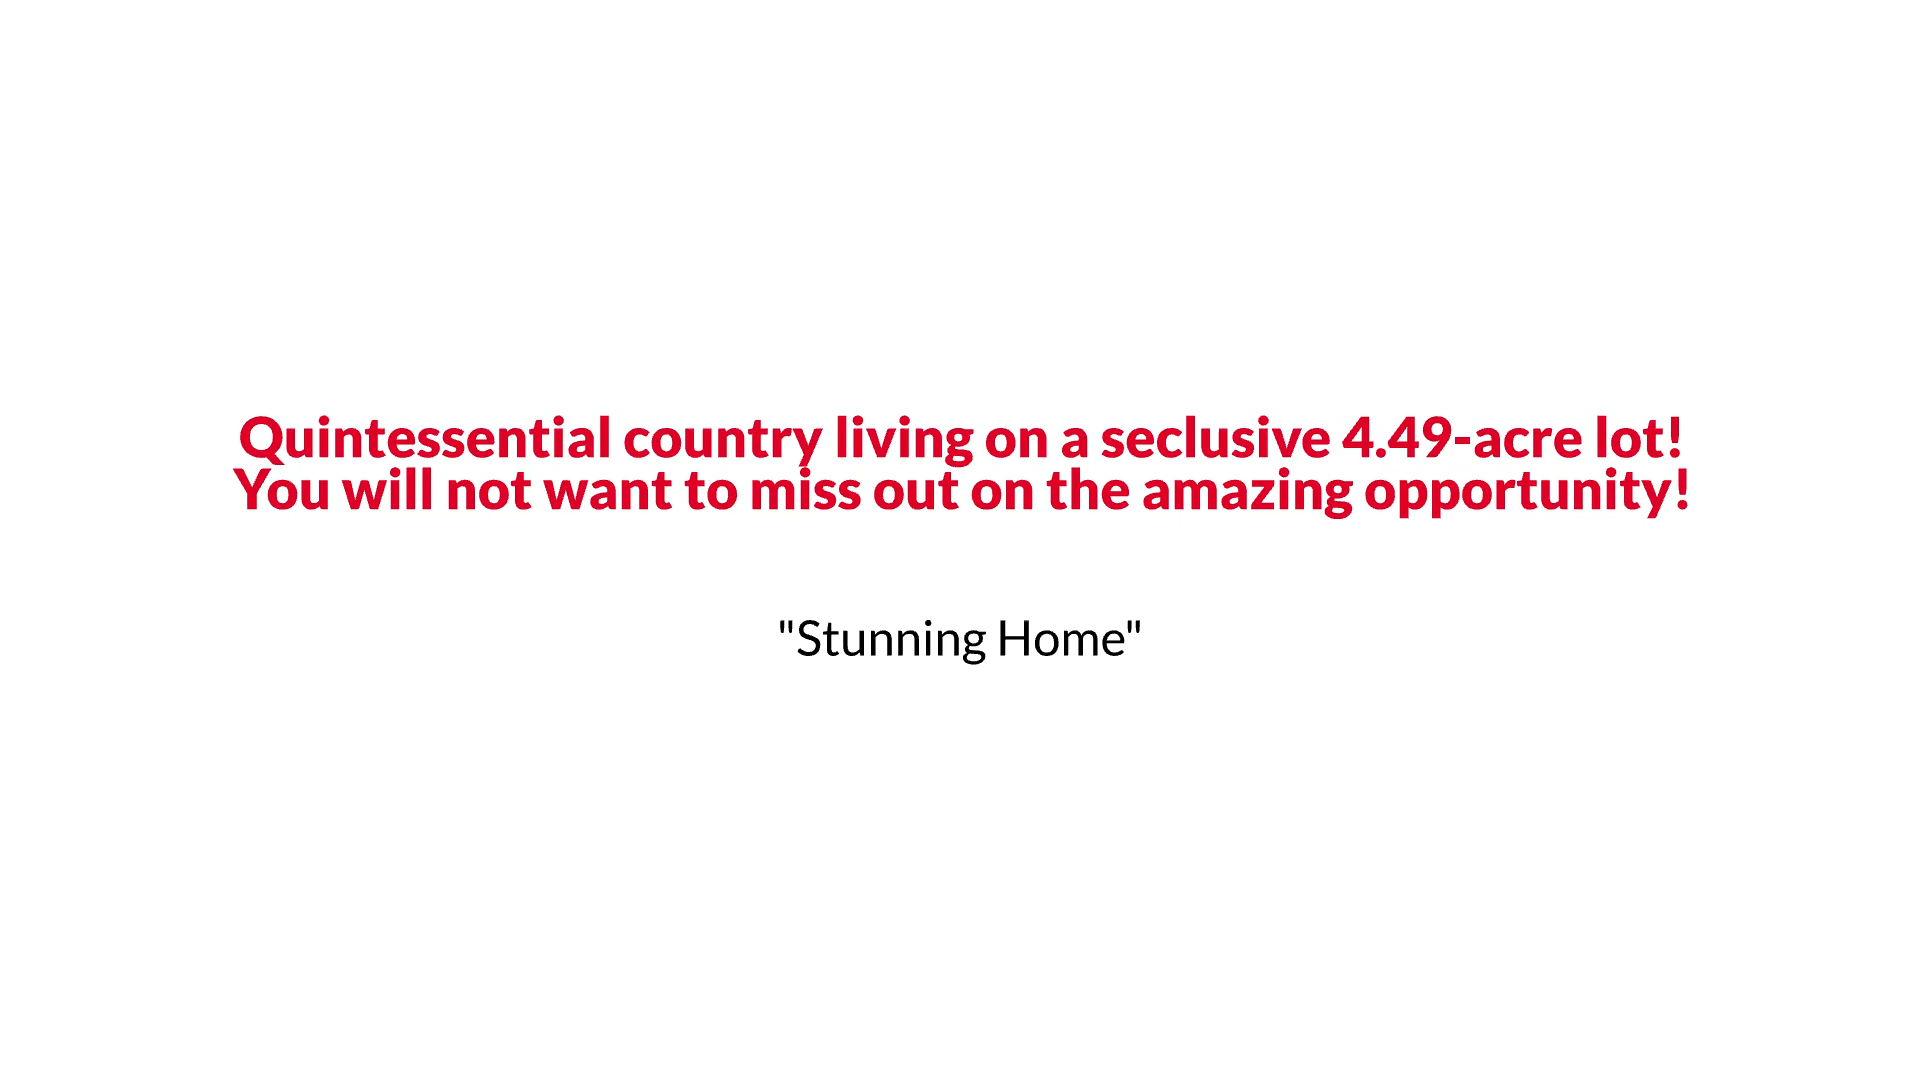 Quintessential country living on a seclusive 4.49-acre lot!
You will not want to miss out on the amazing opportunity!
"Stunning Home"